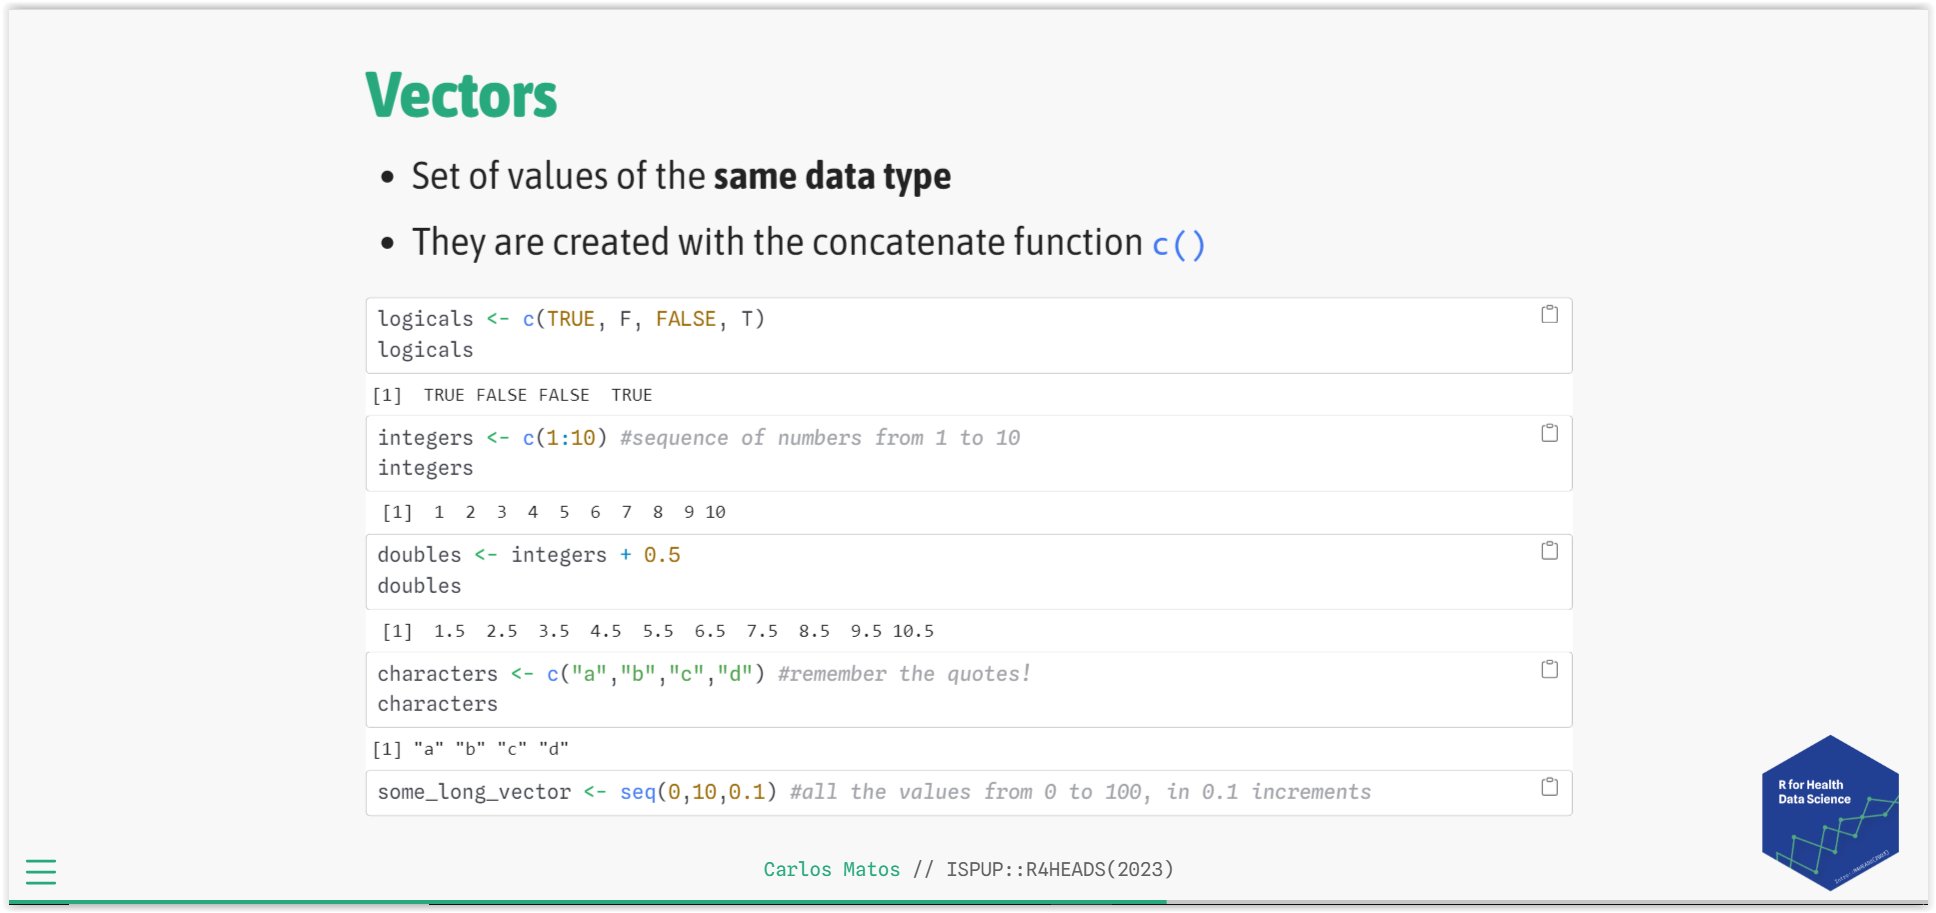 Vectors
• Set of values of the same data type
• They are created with the concatenate function c()
logicals <- c(TRUE, F, FALSE, T)
logicals
[1]  TRUE FALSE FALSE  TRUE
integers <- c(1:10) #sequence of numbers from 1 to 10
integers
[1]  1  2  3  4  5  6  7  8  9 10
doubles <- integers + 0.5
doubles
[1]  1.5  2.5  3.5  4.5  5.5  6.5  7.5  8.5  9.5 10.5
characters <- c("a","b","c","d") #remember the quotes!
characters
[1] "a" "b" "c" "d"
some_long_vector <- seq(0,10,0.1) #all the values from 0 to 100, in 0.1 increments
R for Health
Data Science
Carlos Matos // ISPUP::R4HEADS(2023)